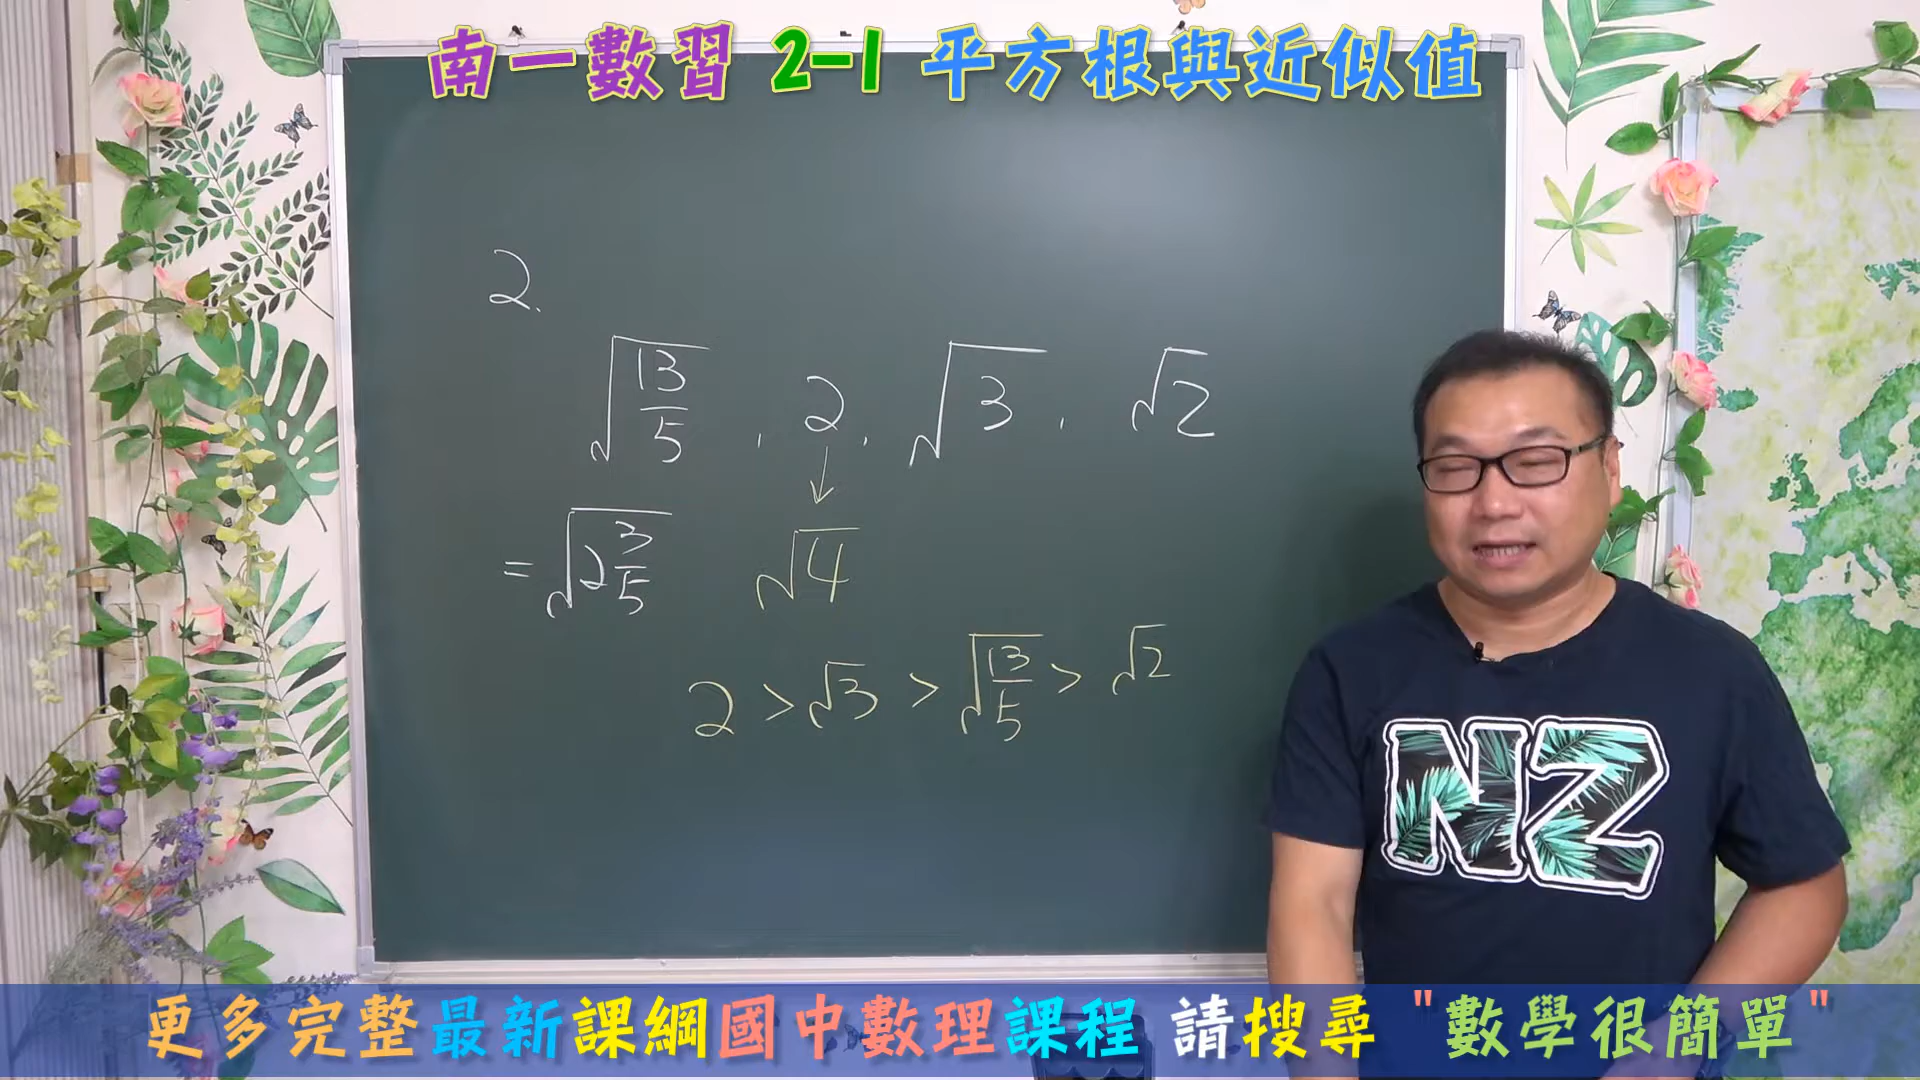 南一數習 2-1 平方根與近似值
2.
√(13/5) , 2 , √3 , √2
= √(2 3/5) √4
2 > √3 > √(13/5) > √2
NZ
更多完整最新課綱國中數理課程 請搜尋 "數學很簡單"